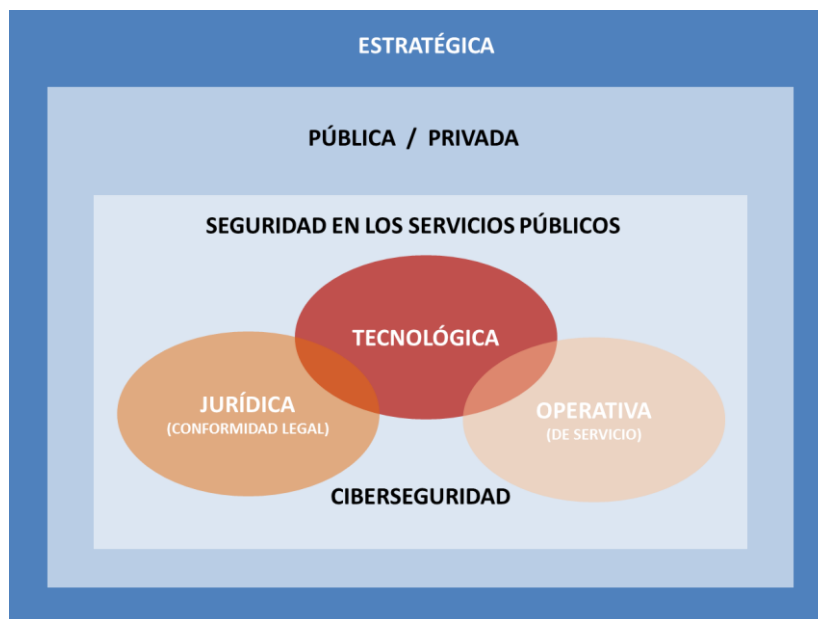 ESTRATÉGICA
PÚBLICA / PRIVADA
SEGURIDAD EN LOS SERVICIOS PÚBLICOS
TECNOLÓGICA
JURÍDICA
(CONFORMIDAD LEGAL)
OPERATIVA
(DE SERVICIO)
CIBERSEGURIDAD